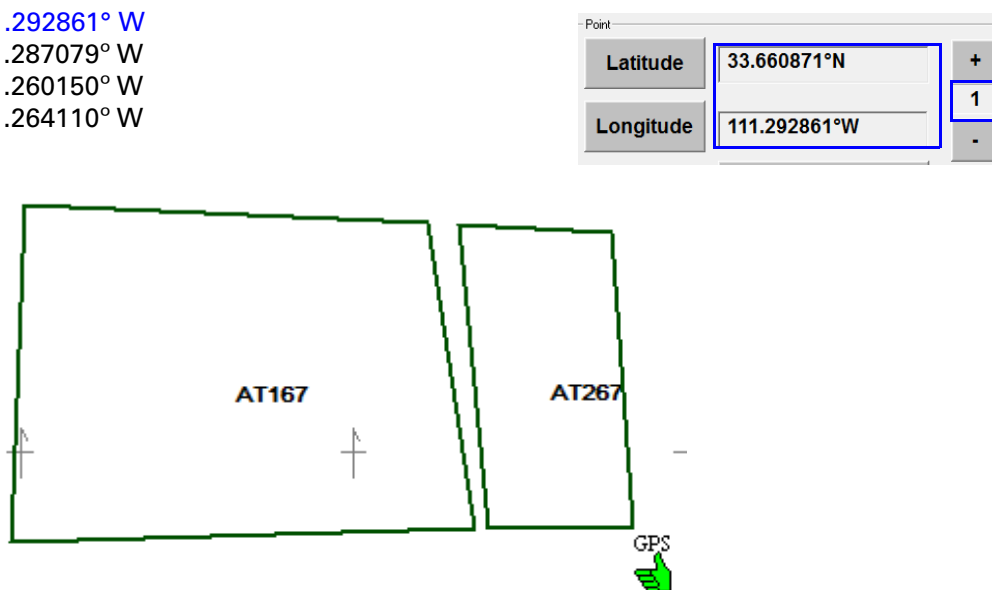 .292861° W
.287079° W
.260150° W
.264110° W
Point
Latitude 33.660871°N +
1
Longitude 111.292861°W -
AT167 AT267
GPS